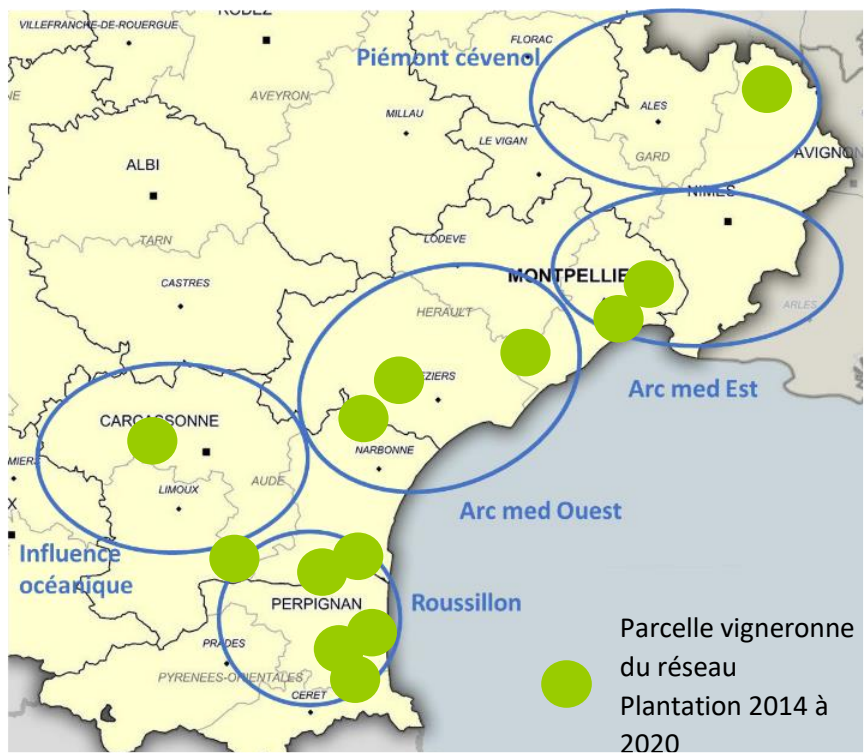 VILLEFRANCHE-DE-ROUERGUE
FLORAC
Piémont cévenol
AVEYRON
MILLAU
ALES
LE VIGAN
GARD
AVIGNON
ALBI
NIMES
TARN
LODEVE
CASTRES
MONTPELLIE
HERAULT
ARLES
EZIERS
Arc med Est
CARCASSONNE
NARBONNE
AUDE
LIMOUX
Arc med Ouest
Influence
océanique
PERPIGNAN
Roussillon
PRADES
PYRENEES-ORIENTALES
CERET
Parcelle vigneronne
du réseau
Plantation 2014 à
2020